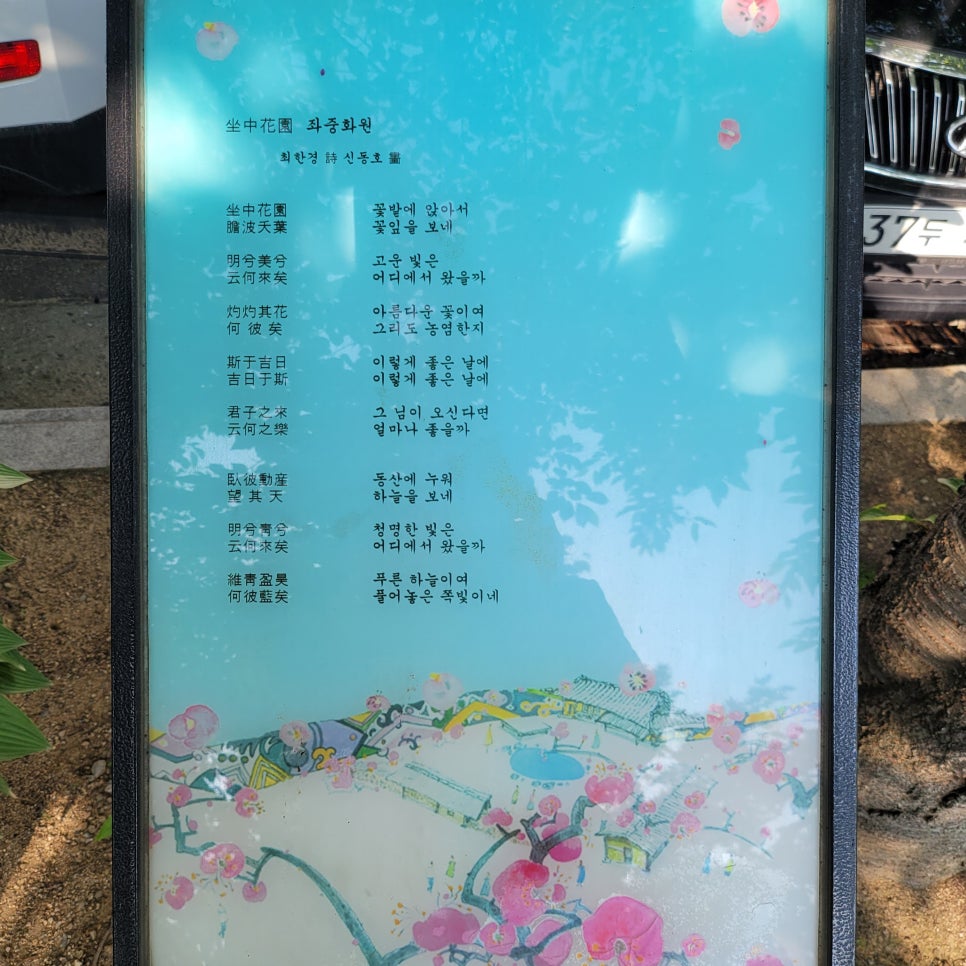 坐中花園 좌중화원
최한경 詩 신동호 畵
坐中花園 꽃밭에 앉아서
膽波夭葉 꽃잎을 보네
明兮美兮 고운 빛은
云何來矣 어디에서 왔을까
灼灼其花 아름다운 꽃이여
何彼矣 그리도 농염한지
斯于吉日 이렇게 좋은 날에
吉日于斯 이렇게 좋은 날에
君子之來 그 님이 오신다면
云何之樂 얼마나 좋을까
臥彼動産 동산에 누워
望其天 하늘을 보네
明兮靑兮 청명한 빛은
云何來矣 어디에서 왔을까
維靑盈昊 푸른 하늘이여
何彼藍矣 풀어놓은 쪽빛이네
37두